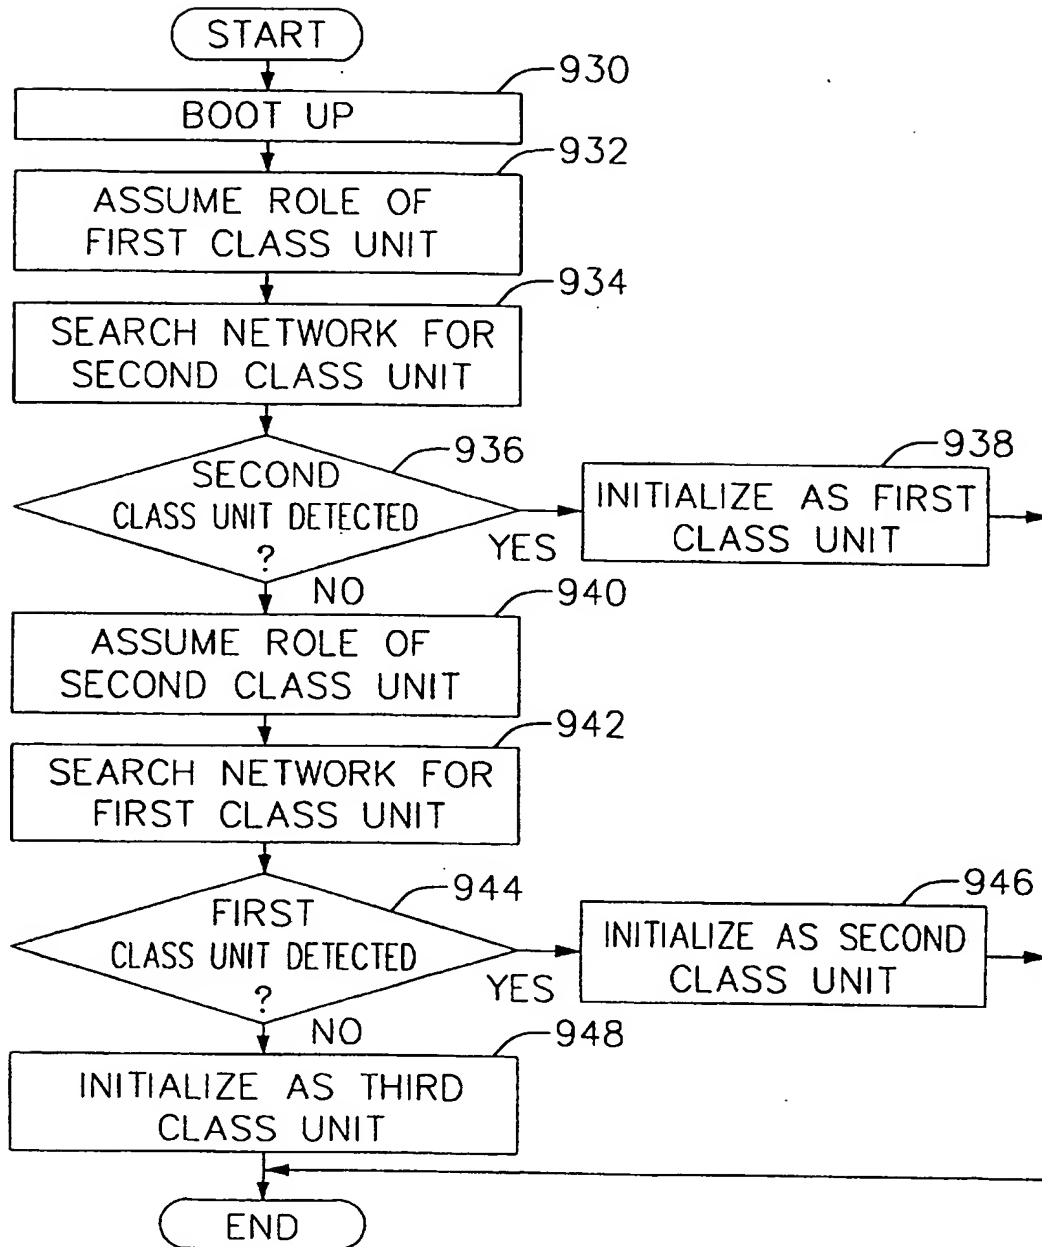 START
930
BOOT UP
932
ASSUME ROLE OF
FIRST CLASS UNIT
934
SEARCH NETWORK FOR
SECOND CLASS UNIT
936
SECOND
CLASS UNIT DETECTED
?
YES
NO
938
INITIALIZE AS FIRST
CLASS UNIT
940
ASSUME ROLE OF
SECOND CLASS UNIT
942
SEARCH NETWORK FOR
FIRST CLASS UNIT
944
FIRST
CLASS UNIT DETECTED
?
YES
NO
946
INITIALIZE AS SECOND
CLASS UNIT
948
INITIALIZE AS THIRD
CLASS UNIT
END